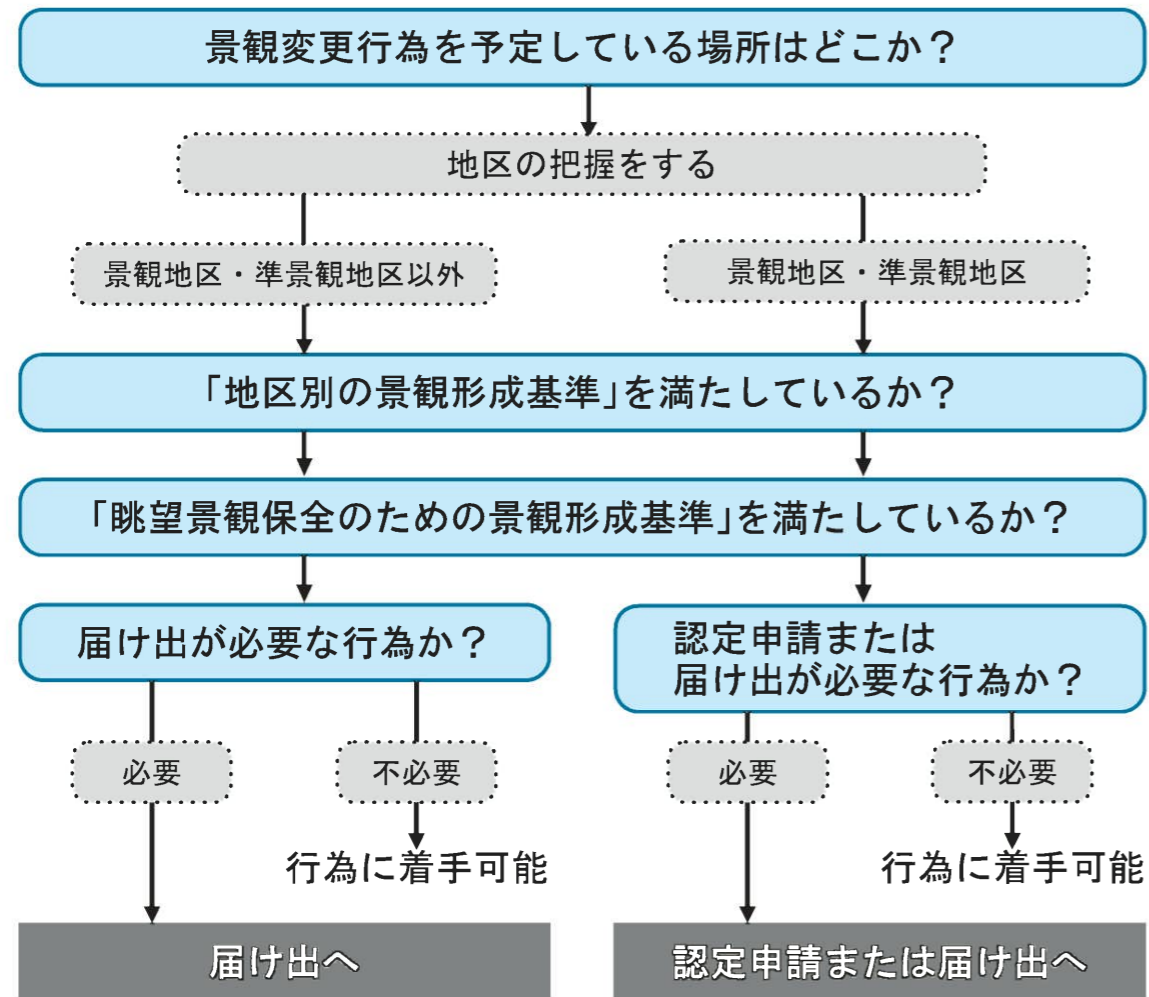 景観変更行為を予定している場所はどこか？
地区の把握をする
景観地区・準景観地区以外
景観地区・準景観地区
「地区別の景観形成基準」を満たしているか？
「眺望景観保全のための景観形成基準」を満たしているか？
届け出が必要な行為か？
認定申請または
届け出が必要な行為か？
必要
不必要
必要
不必要
行為に着手可能
行為に着手可能
届け出へ
認定申請または届け出へ